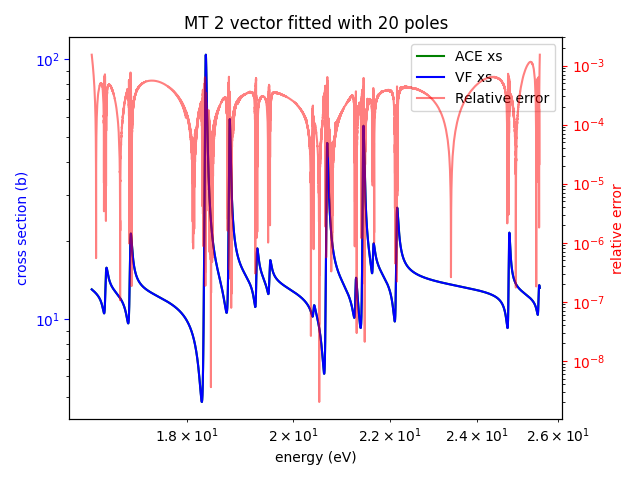 MT 2 vector fitted with 20 poles
ACE xs
VF xs
Relative error
cross section (b)
10²
10¹
relative error
10⁻³
10⁻⁴
10⁻⁵
10⁻⁶
10⁻⁷
10⁻⁸
1.8 × 10¹ 2 × 10¹ 2.2 × 10¹ 2.4 × 10¹ 2.6 × 10¹
energy (eV)